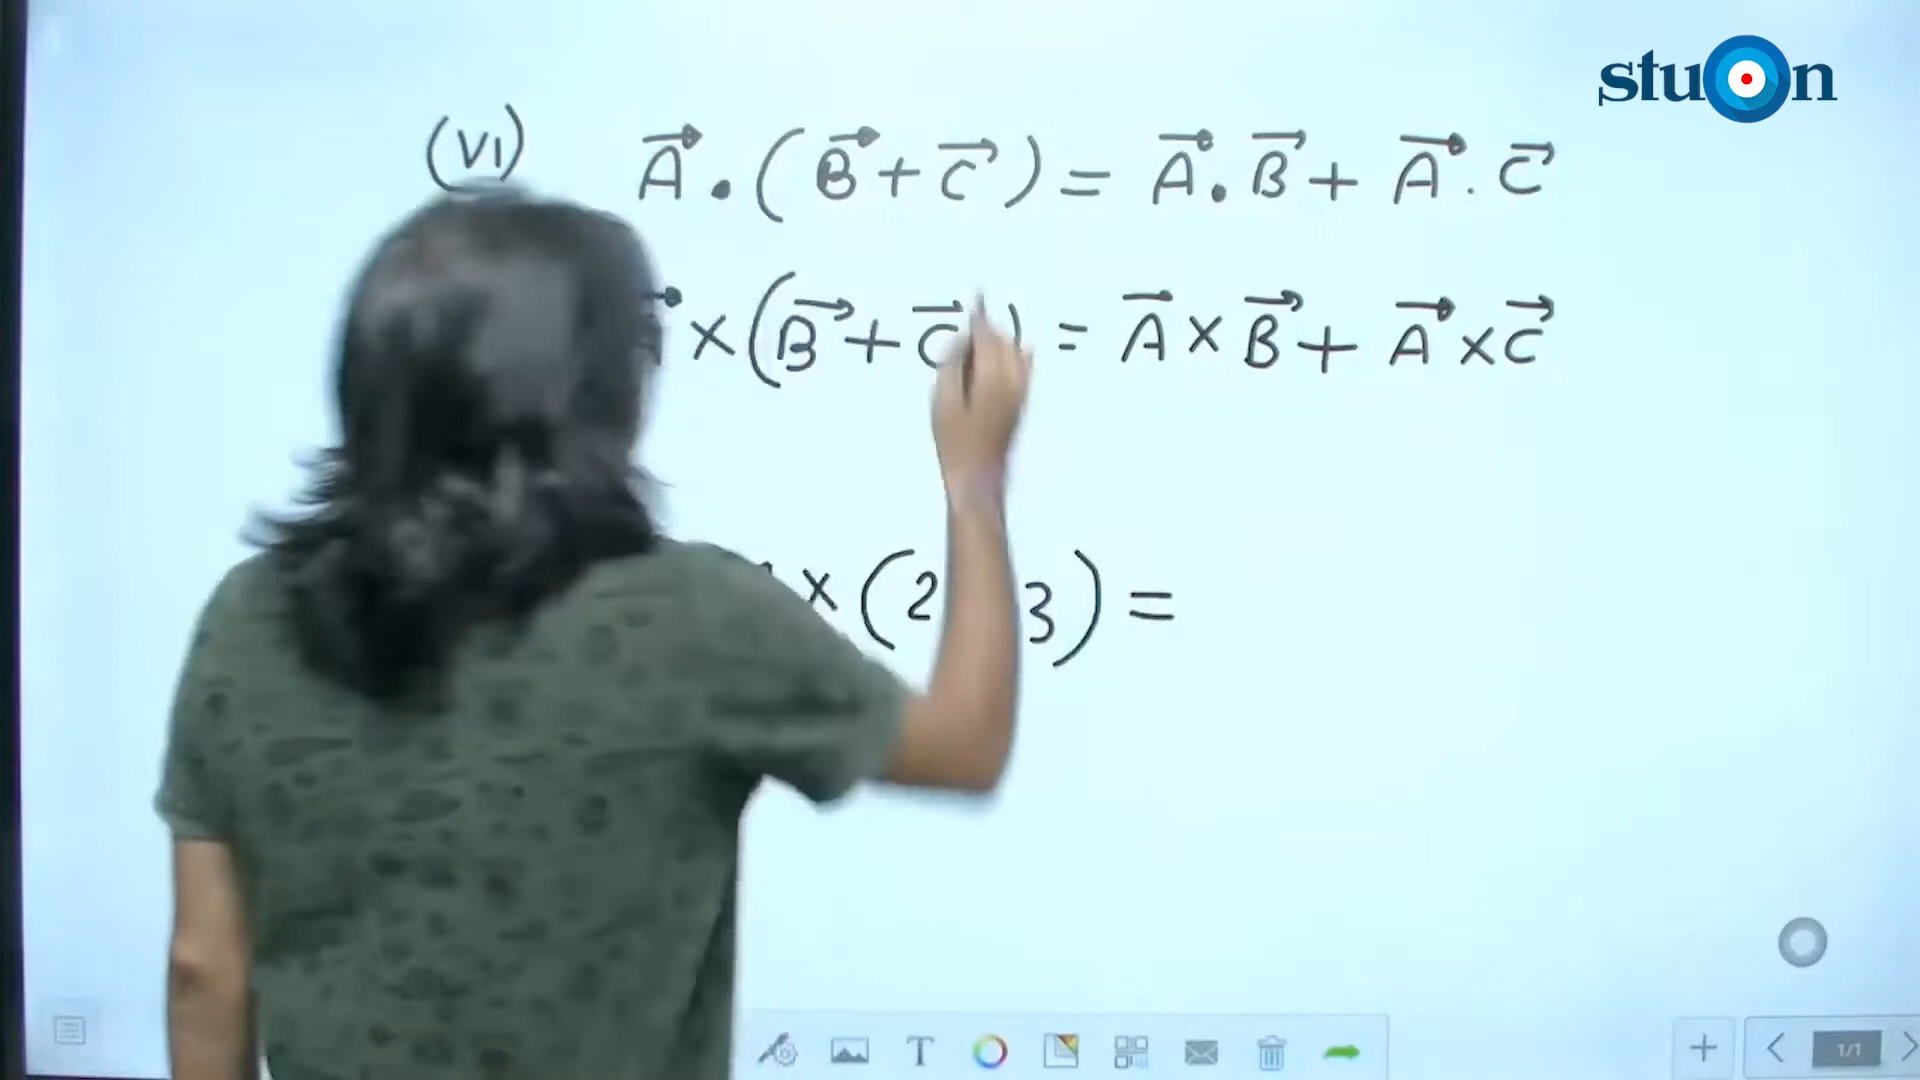 stuOn
(VI) A⃗ • (B⃗ + C⃗) = A⃗ • B⃗ + A⃗ . C⃗
A⃗ × (B⃗ + C⃗) = A⃗ × B⃗ + A⃗ × C⃗
× (2 3) =
T
1/1